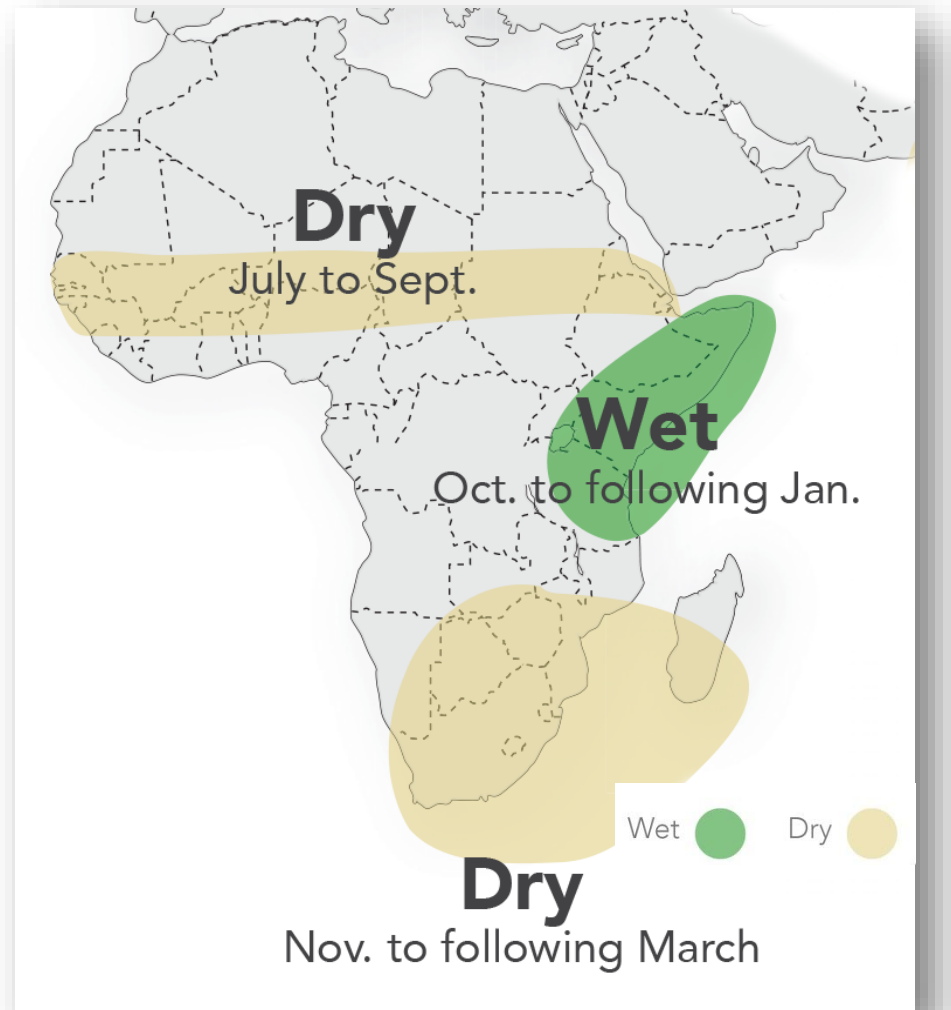 Dry
July to Sept.
Wet
Oct. to following Jan.
Wet
Dry
Dry
Nov. to following March